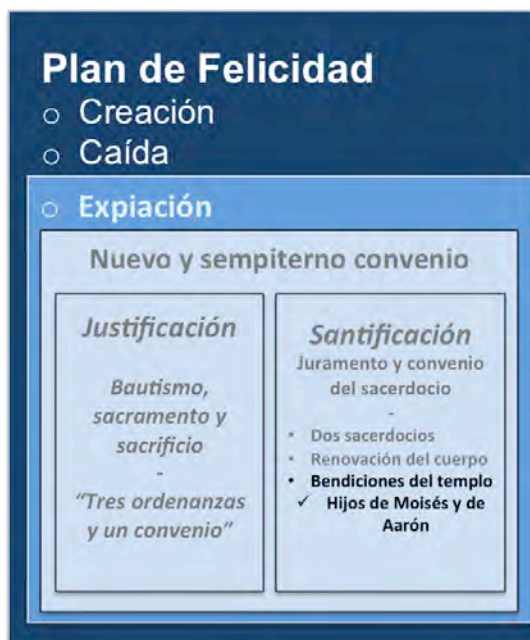 Plan de Felicidad
o Creación
o Caída
o Expiación
Nuevo y sempiterno convenio
Justificación
Bautismo,
sacramento y
sacrificio
-
“Tres ordenanzas
y un convenio”
Santificación
Juramento y convenio
del sacerdocio
-
• Dos sacerdocios
• Renovación del cuerpo
• Bendiciones del templo
✓ Hijos de Moisés y de
Aarón